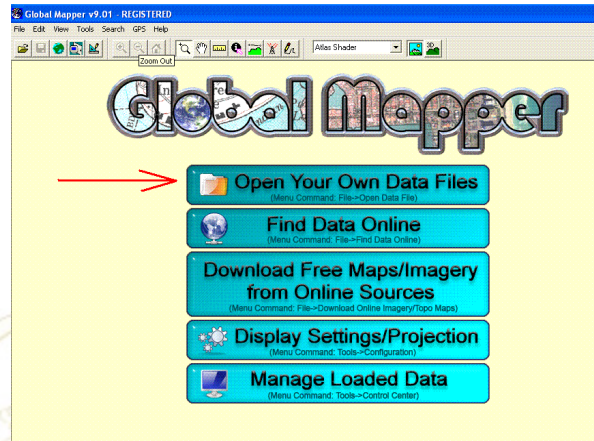 Global Mapper v9.01 - REGISTERED
File Edit View Tools Search GPS Help
Atlas Shader
3D
Zoom Out
Global Mapper
Open Your Own Data Files
(Menu Command: File->Open Data File)
Find Data Online
(Menu Command: File->Find Data Online)
Download Free Maps/Imagery
from Online Sources
(Menu Command: File->Download Online Imagery/Topo Maps)
Display Settings/Projection
(Menu Command: Tools->Configuration)
Manage Loaded Data
(Menu Command: Tools->Control Center)